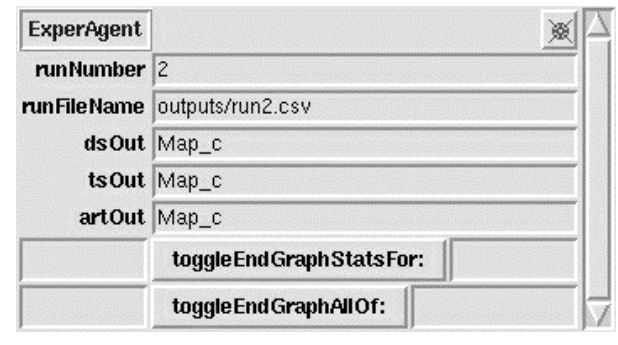 ExperAgent
runNumber 2
runFileName outputs/run2.csv
dsOut Map_c
tsOut Map_c
artOut Map_c
toggleEndGraphStatsFor:
toggleEndGraphAllOf: